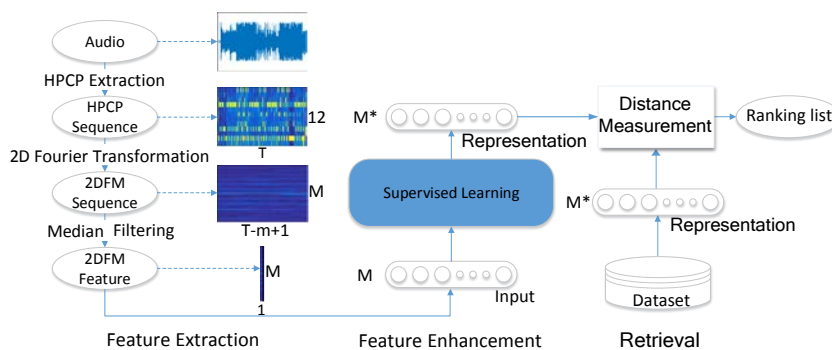 Audio
HPCP Extraction
HPCP
Sequence
12
T
2D Fourier Transformation
2DFM
Sequence
M
T-m+1
Median Filtering
2DFM
Feature
M
1
Feature Extraction
M*
Representation
Supervised Learning
M
Input
Feature Enhancement
Distance
Measurement
Ranking list
M*
Representation
Dataset
Retrieval